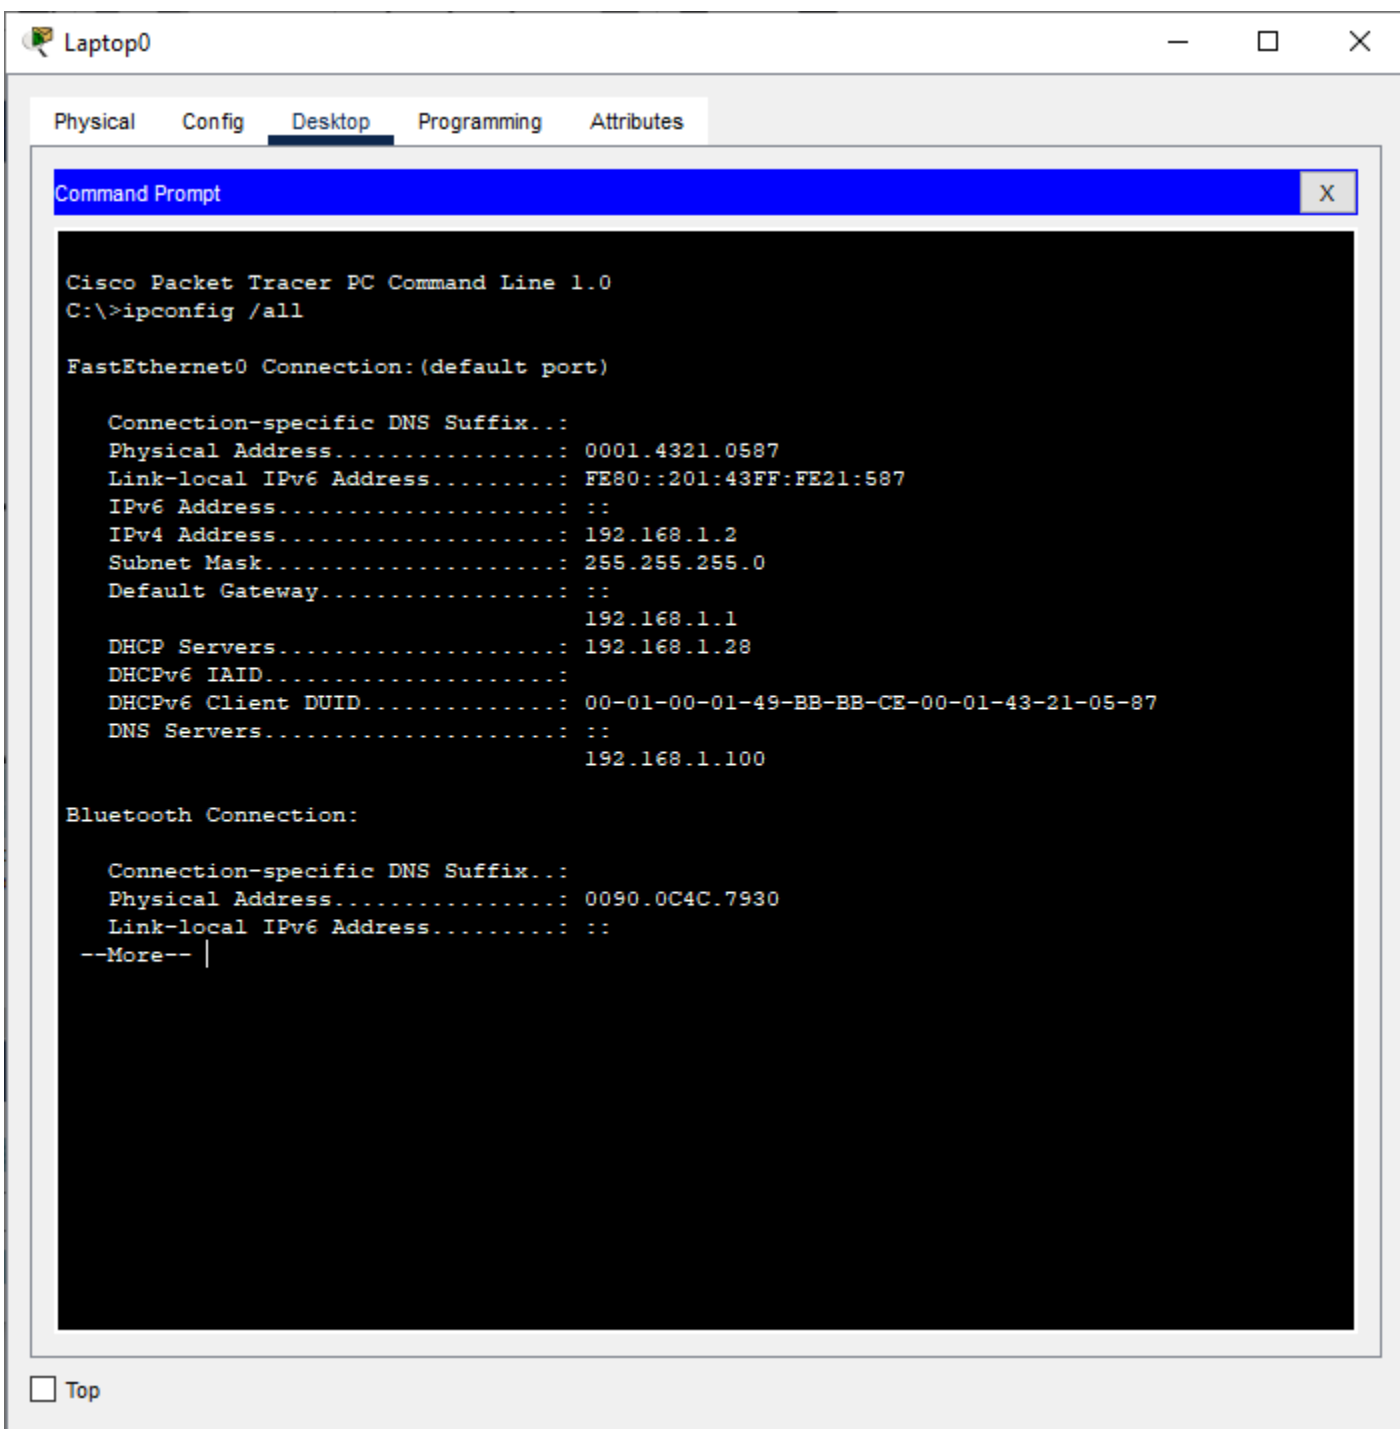 Laptop0
Physical Config Desktop Programming Attributes
Command Prompt X
Cisco Packet Tracer PC Command Line 1.0
C:\>ipconfig /all
FastEthernet0 Connection:(default port)
Connection-specific DNS Suffix..:
Physical Address................: 0001.4321.0587
Link-local IPv6 Address.........: FE80::201:43FF:FE21:587
IPv6 Address....................: ::
IPv4 Address....................: 192.168.1.2
Subnet Mask.....................: 255.255.255.0
Default Gateway.................: ::
192.168.1.1
DHCP Servers....................: 192.168.1.28
DHCPv6 IAID.....................:
DHCPv6 Client DUID..............: 00-01-00-01-49-BB-BB-CE-00-01-43-21-05-87
DNS Servers.....................: ::
192.168.1.100
Bluetooth Connection:
Connection-specific DNS Suffix..:
Physical Address................: 0090.0C4C.7930
Link-local IPv6 Address.........: ::
--More--
Top